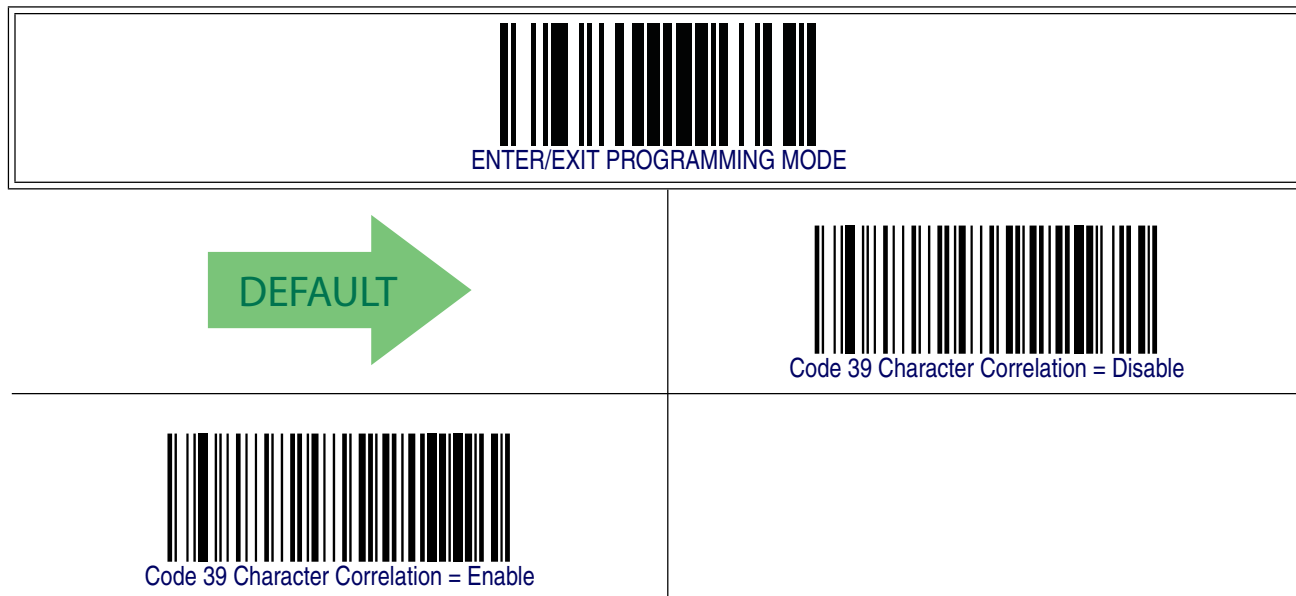 ENTER/EXIT PROGRAMMING MODE
DEFAULT
Code 39 Character Correlation = Disable
Code 39 Character Correlation = Enable